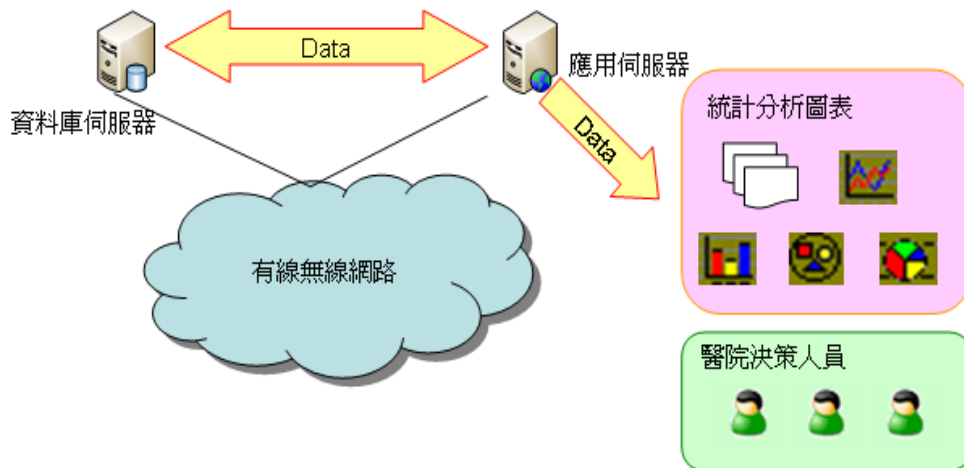 Data
應用伺服器
資料庫伺服器
Data
統計分析圖表
有線無線網路
醫院決策人員